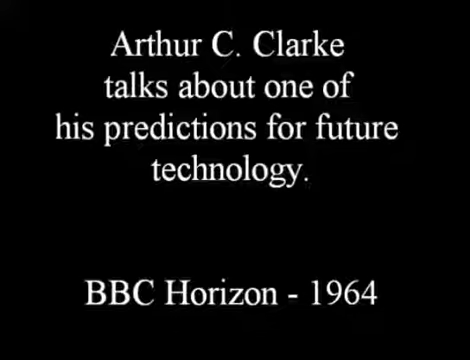 Arthur C. Clarke
talks about one of
his predictions for future
technology.
BBC Horizon - 1964